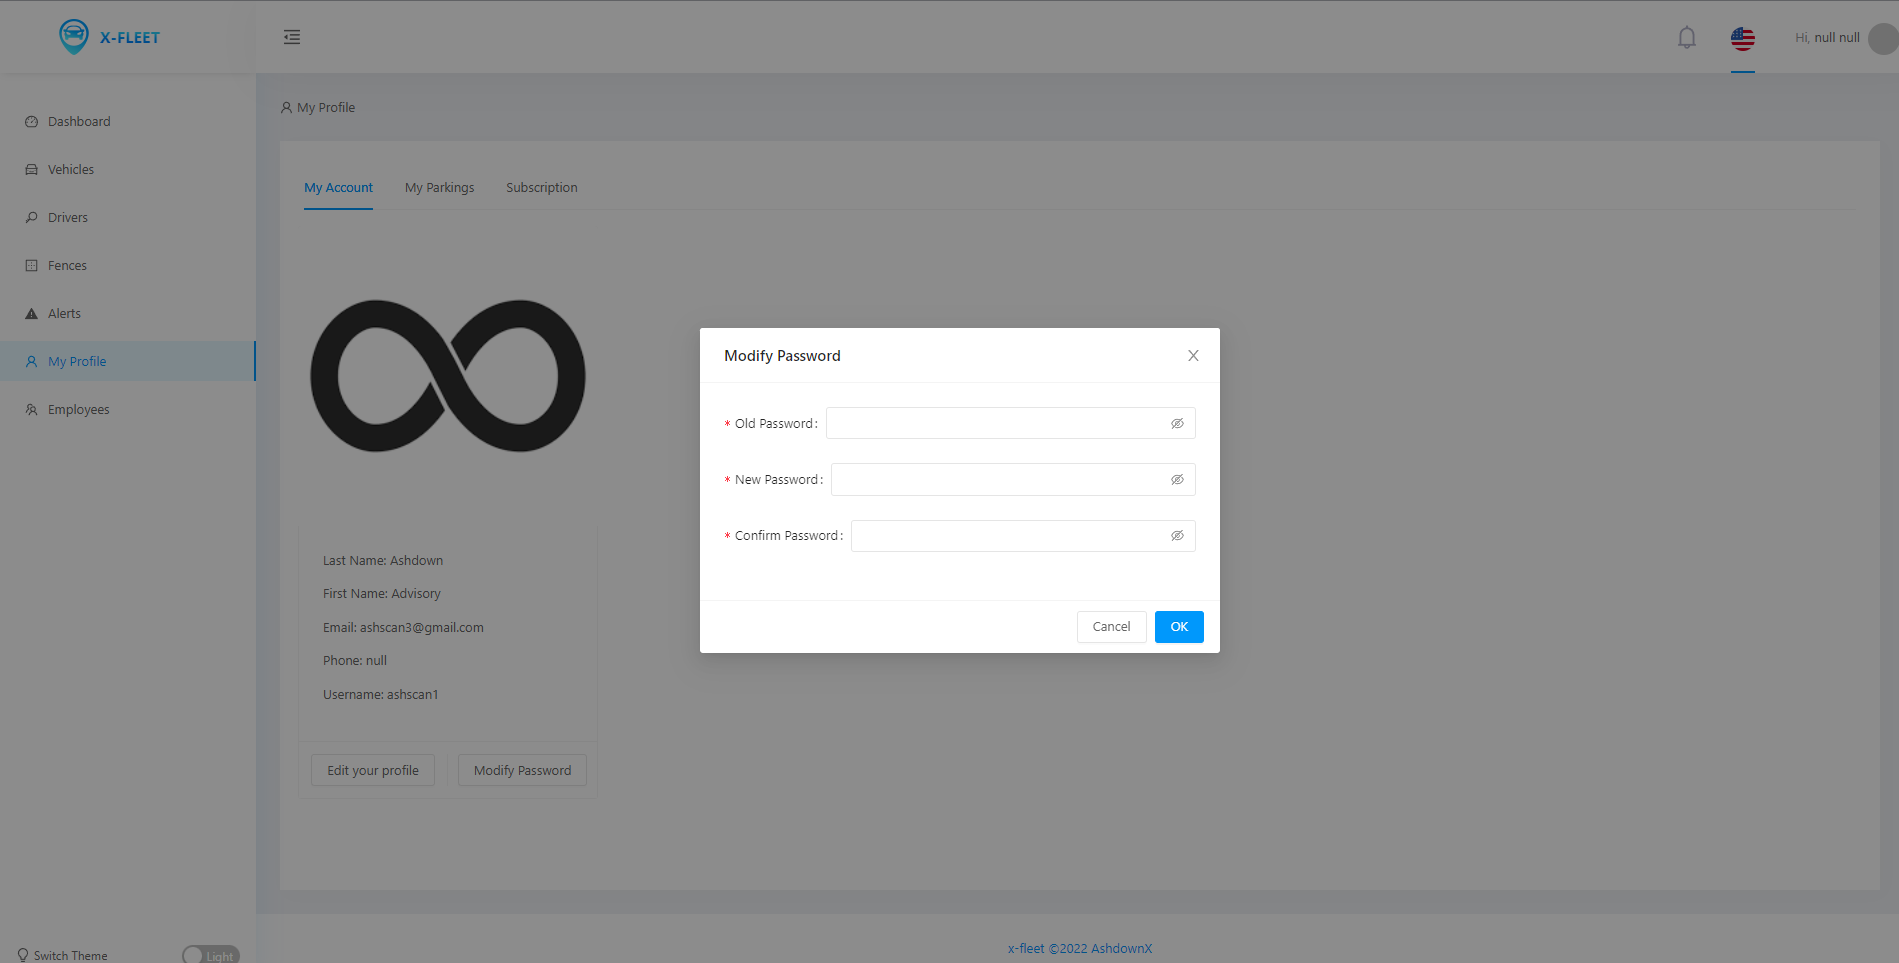 X-FLEET
Hi, null null
Dashboard
Vehicles
Drivers
Fences
Alerts
My Profile
Employees
My Profile
My Account
My Parkings
Subscription
Last Name: Ashdown
First Name: Advisory
Email: ashscan3@gmail.com
Phone: null
Username: ashscan1
Edit your profile
Modify Password
Modify Password
* Old Password:
* New Password:
* Confirm Password:
Cancel
OK
Switch Theme
Light
x-fleet ©2022 AshdownX